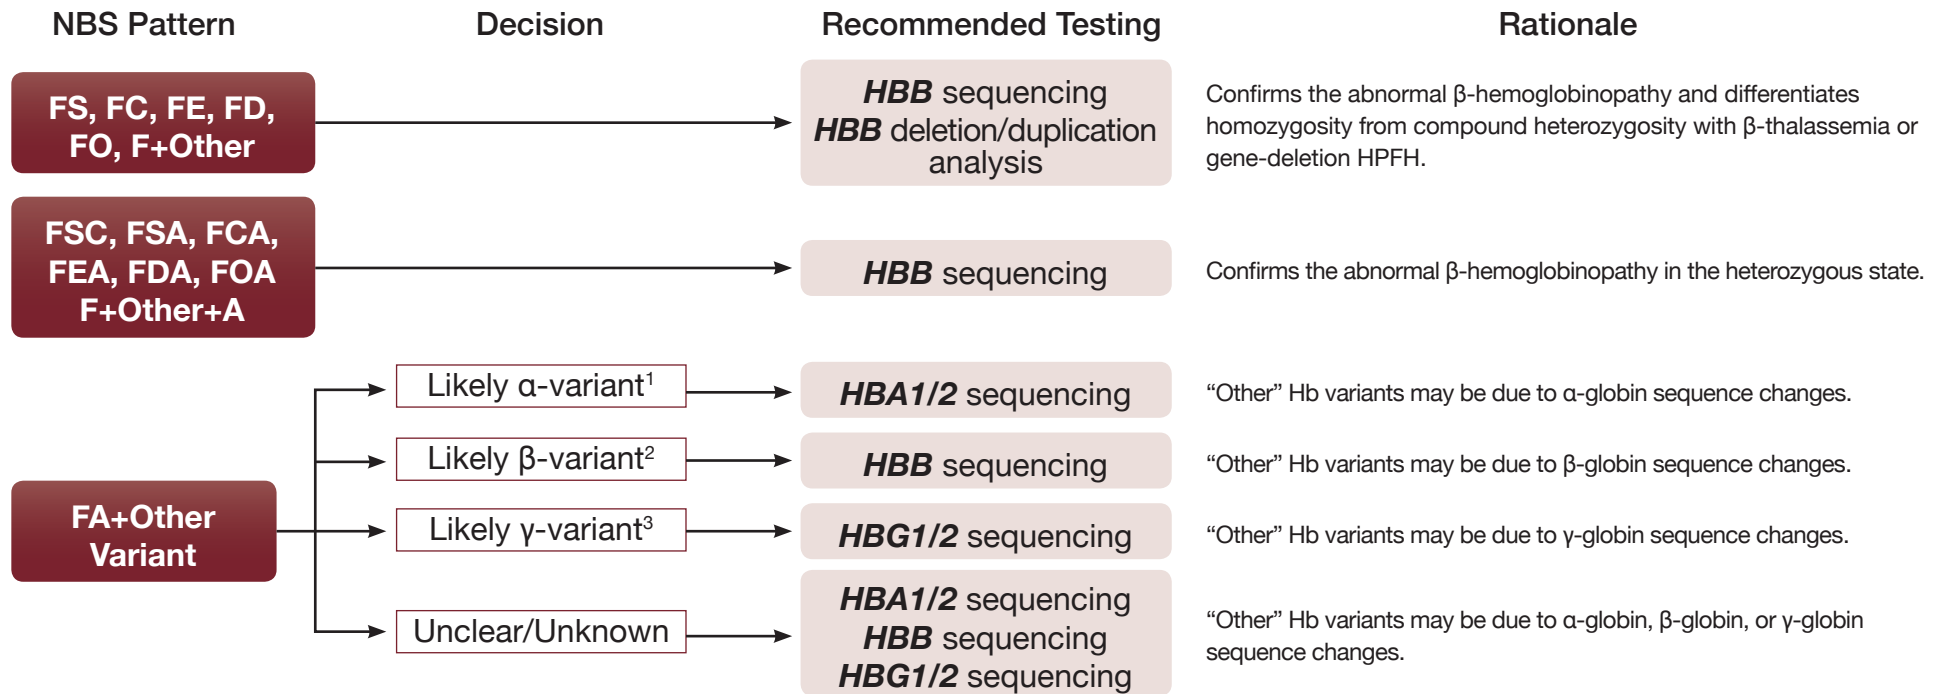 NBS Pattern
Decision
Recommended Testing
Rationale
FS, FC, FE, FD,
FO, F+Other
HBB sequencing
HBB deletion/duplication
analysis
Confirms the abnormal β-hemoglobinopathy and differentiates
homozygosity from compound heterozygosity with β-thalassemia or
gene-deletion HPFH.
FSC, FSA, FCA,
FEA, FDA, FOA
F+Other+A
HBB sequencing
Confirms the abnormal β-hemoglobinopathy in the heterozygous state.
FA+Other
Variant
Likely α-variant¹
HBA1/2 sequencing
“Other” Hb variants may be due to α-globin sequence changes.
Likely β-variant²
HBB sequencing
“Other” Hb variants may be due to β-globin sequence changes.
Likely γ-variant³
HBG1/2 sequencing
“Other” Hb variants may be due to γ-globin sequence changes.
Unclear/Unknown
HBA1/2 sequencing
HBB sequencing
HBG1/2 sequencing
“Other” Hb variants may be due to α-globin, β-globin, or γ-globin
sequence changes.